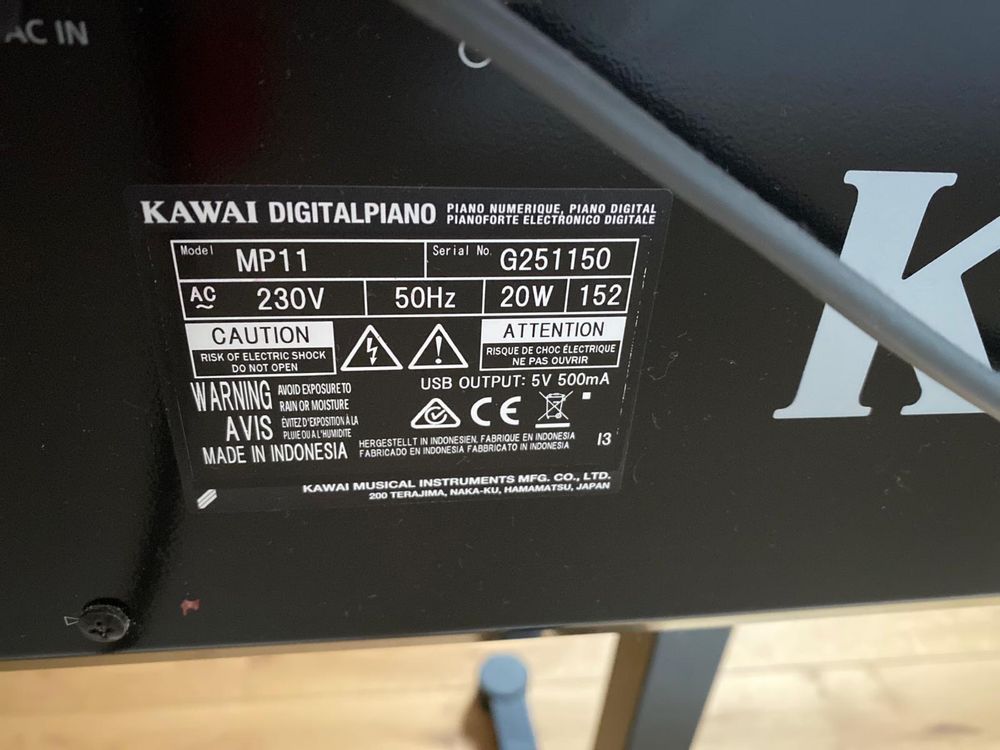 AC IN
KAWAI DIGITALPIANO PIANO NUMERIQUE, PIANO DIGITAL
PIANOFORTE ELECTRONICO DIGITALE
Model MP11 Serial No. G251150
AC 230V 50Hz 20W 152
CAUTION
RISK OF ELECTRIC SHOCK
DO NOT OPEN
ATTENTION
RISQUE DE CHOC ÉLECTRIQUE
NE PAS OUVRIR
WARNING AVOID EXPOSURE TO
RAIN OR MOISTURE
AVIS ÉVITEZ D'EXPOSITION À LA
PLUIE OU A L'HUMIDITE
USB OUTPUT: 5V 500mA
CE
MADE IN INDONESIA HERGESTELLT IN INDONESIEN, FABRIQUE EN INDONESIA
FABRICADO EN INDONESIA FABBRICATO IN INDONESIA
13
KAWAI MUSICAL INSTRUMENTS MFG. CO., LTD.
200 TERAJIMA, NAKA-KU, HAMAMATSU, JAPAN
K